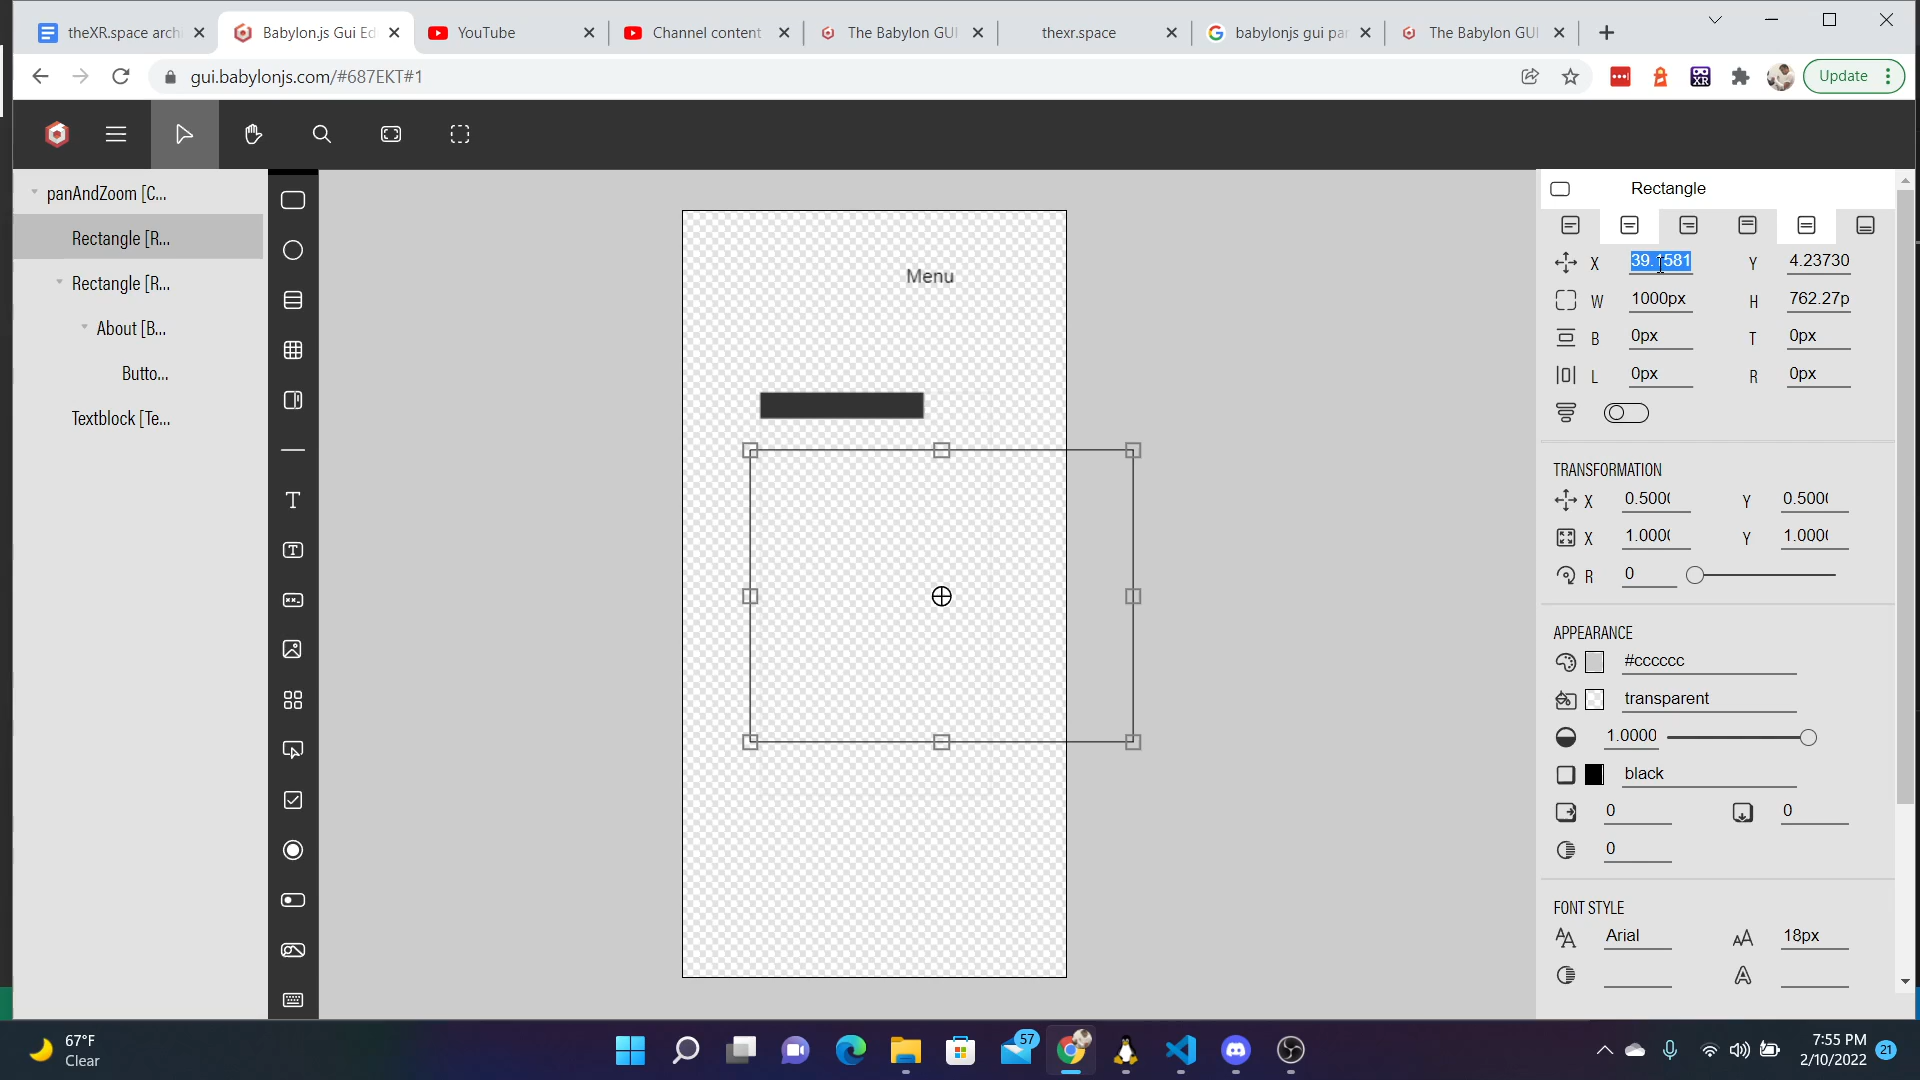 theXR.space arch
Babylon.js Gui Ed
YouTube
Channel content
The Babylon GUI
thexr.space
babylonjs gui pa
The Babylon GUI
gui.babylonjs.com/#687EKT#1
XR
Update
panAndZoom [C...
Rectangle [R...
Rectangle [R...
About [B...
Butto...
Textblock [Te...
Menu
Rectangle
X 39.1581 Y 4.23730
W 1000px H 762.27p
B 0px T 0px
L 0px R 0px
TRANSFORMATION
X 0.500 Y 0.500
X 1.000 Y 1.000
R 0
APPEARANCE
#cccccc
transparent
1.0000
black
0 0
0
FONT STYLE
Arial 18px
67°F
Clear
57
7:55 PM
2/10/2022
21